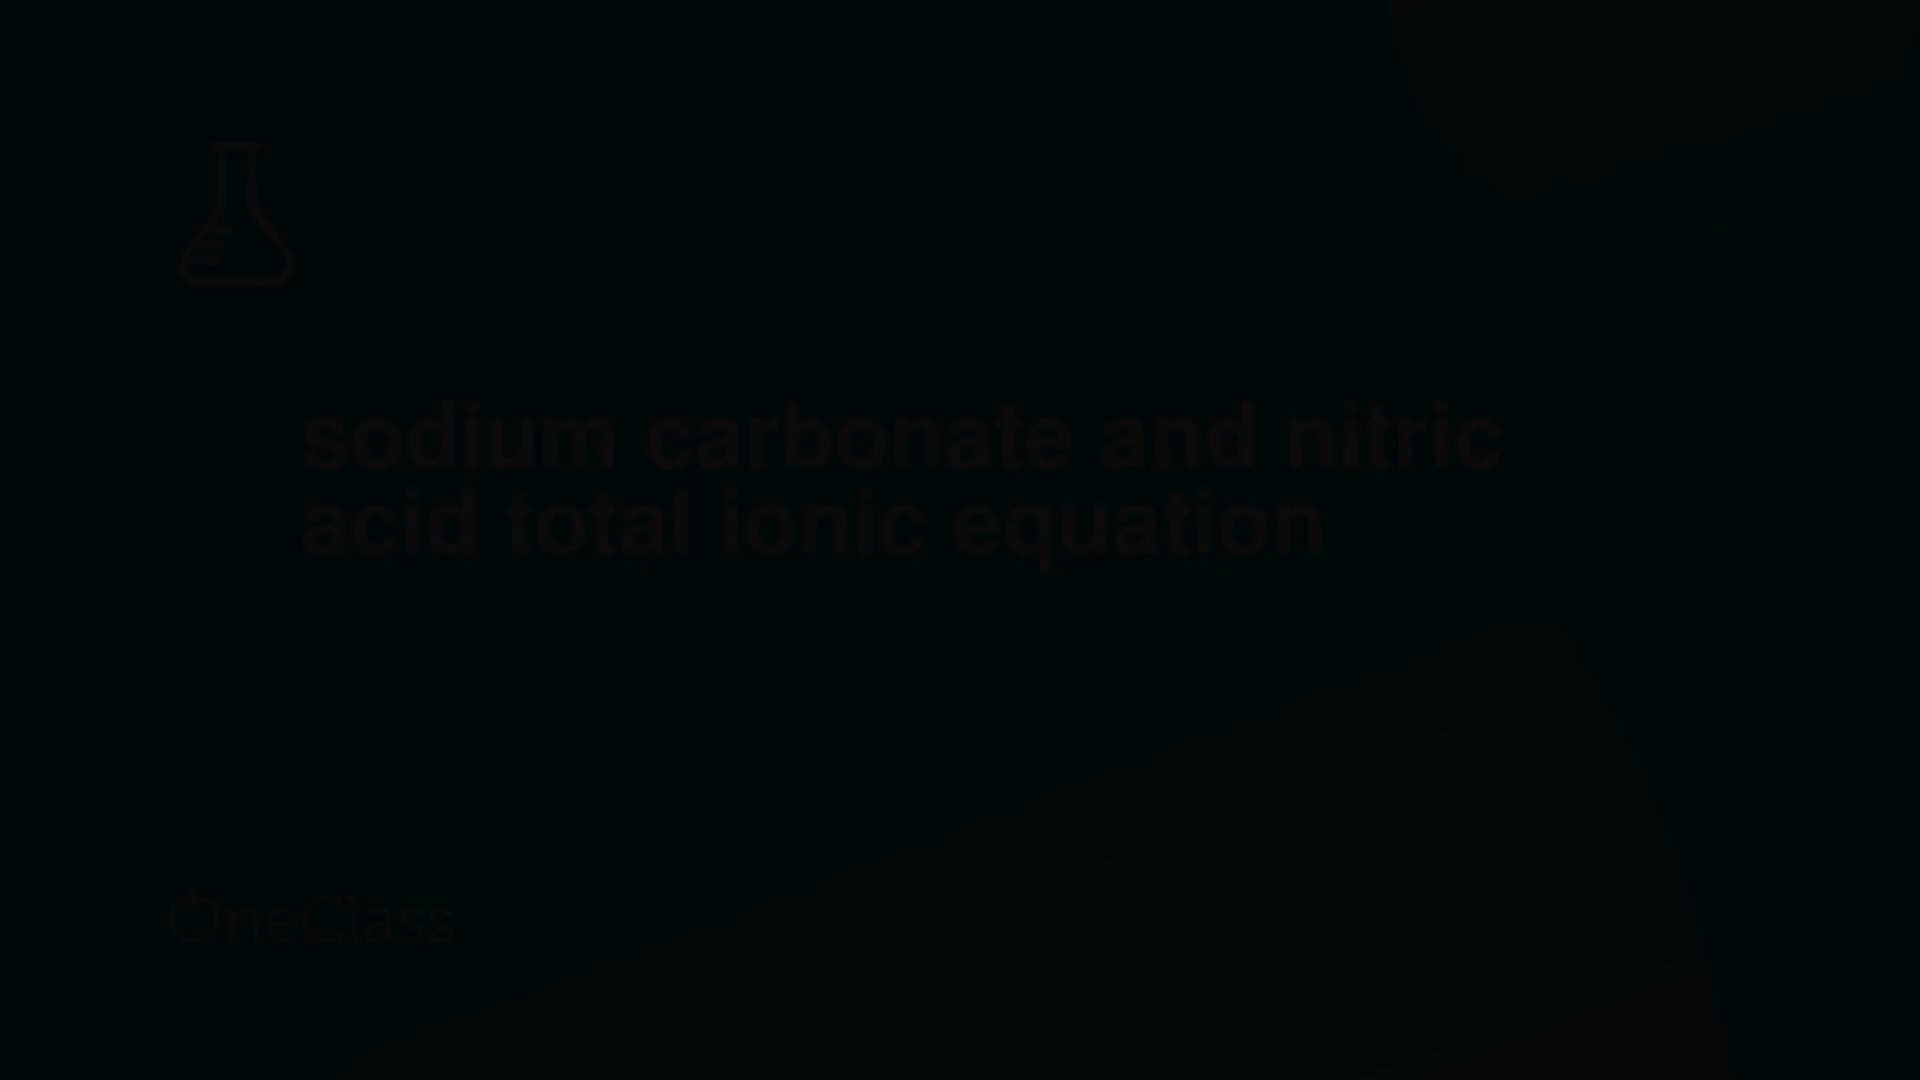 sodium carbonate and nitric
acid total ionic equation
OneClass